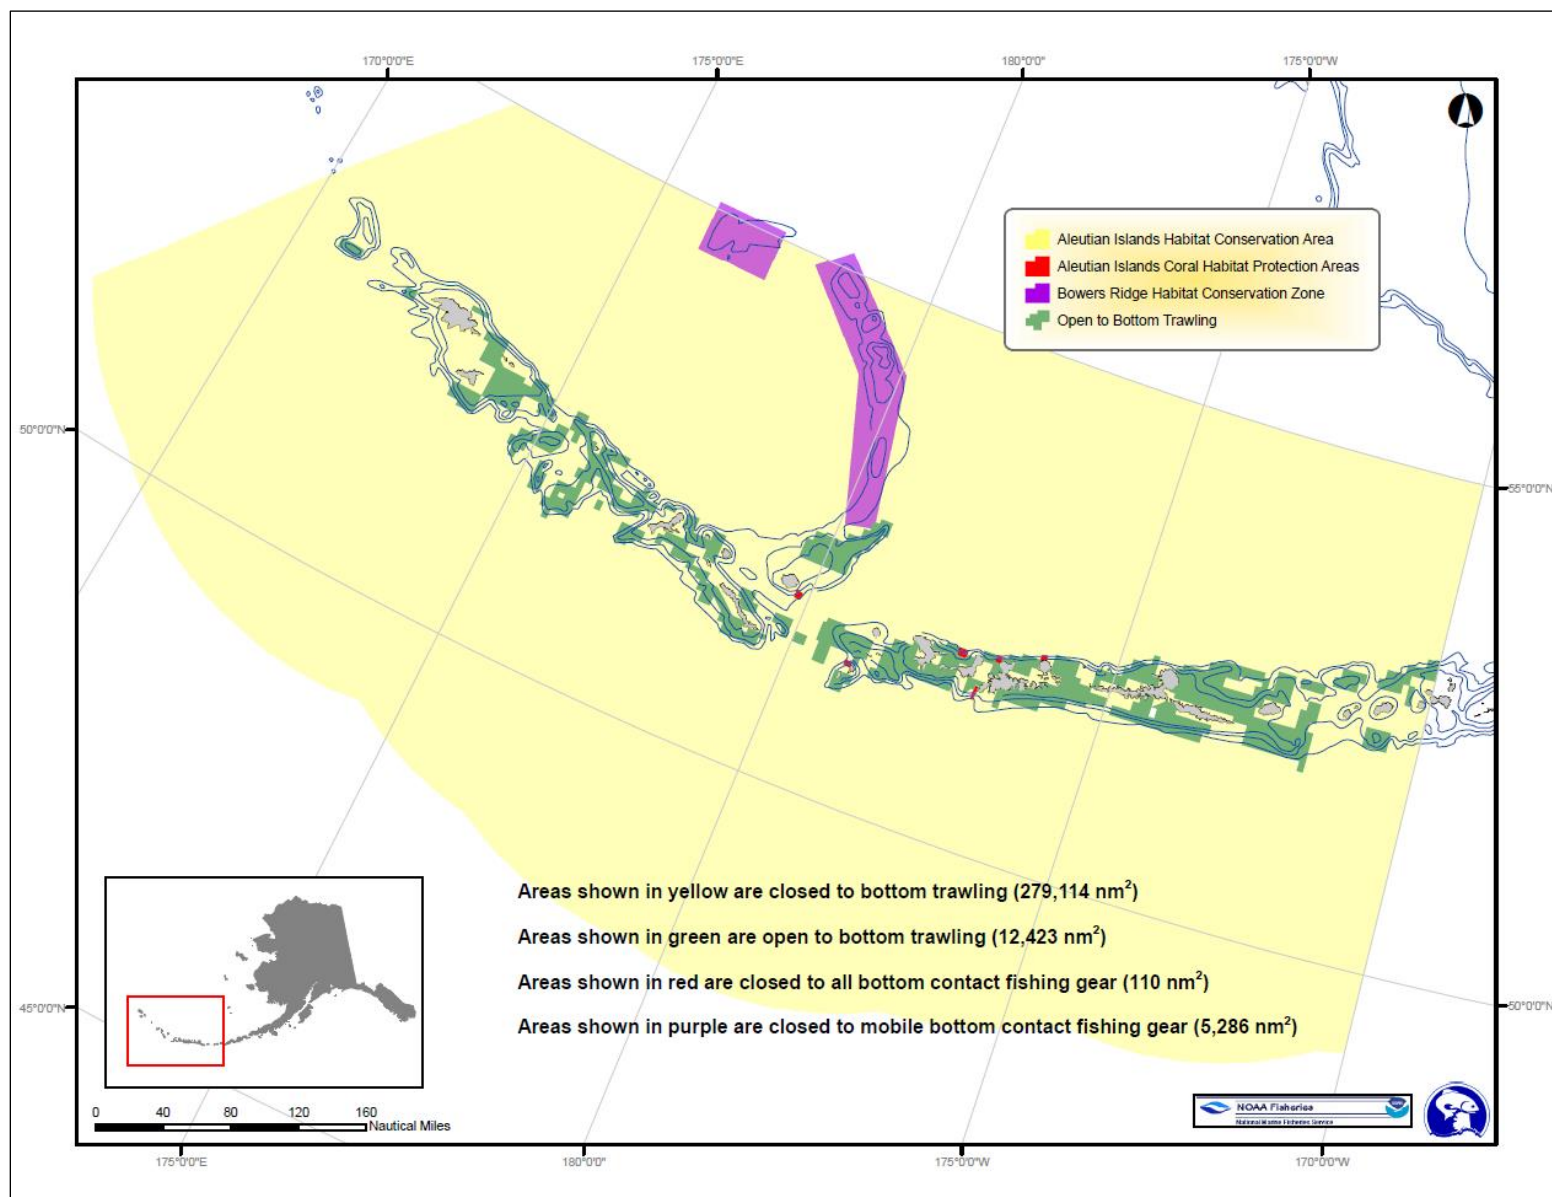 170°0'0"E
175°0'0"E
180°0'0"
175°0'0"W
Aleutian Islands Habitat Conservation Area
Aleutian Islands Coral Habitat Protection Areas
Bowers Ridge Habitat Conservation Zone
Open to Bottom Trawling
50°0'0"N
55°0'0"N
Areas shown in yellow are closed to bottom trawling (279,114 nm²)
Areas shown in green are open to bottom trawling (12,423 nm²)
Areas shown in red are closed to all bottom contact fishing gear (110 nm²)
45°0'0"N
50°0'0"N
Areas shown in purple are closed to mobile bottom contact fishing gear (5,286 nm²)
0 40 80 120 160
Nautical Miles
NOAA Fisheries
National Marine Fisheries Service
175°0'0"E
180°0'0"
175°0'0"W
170°0'0"W